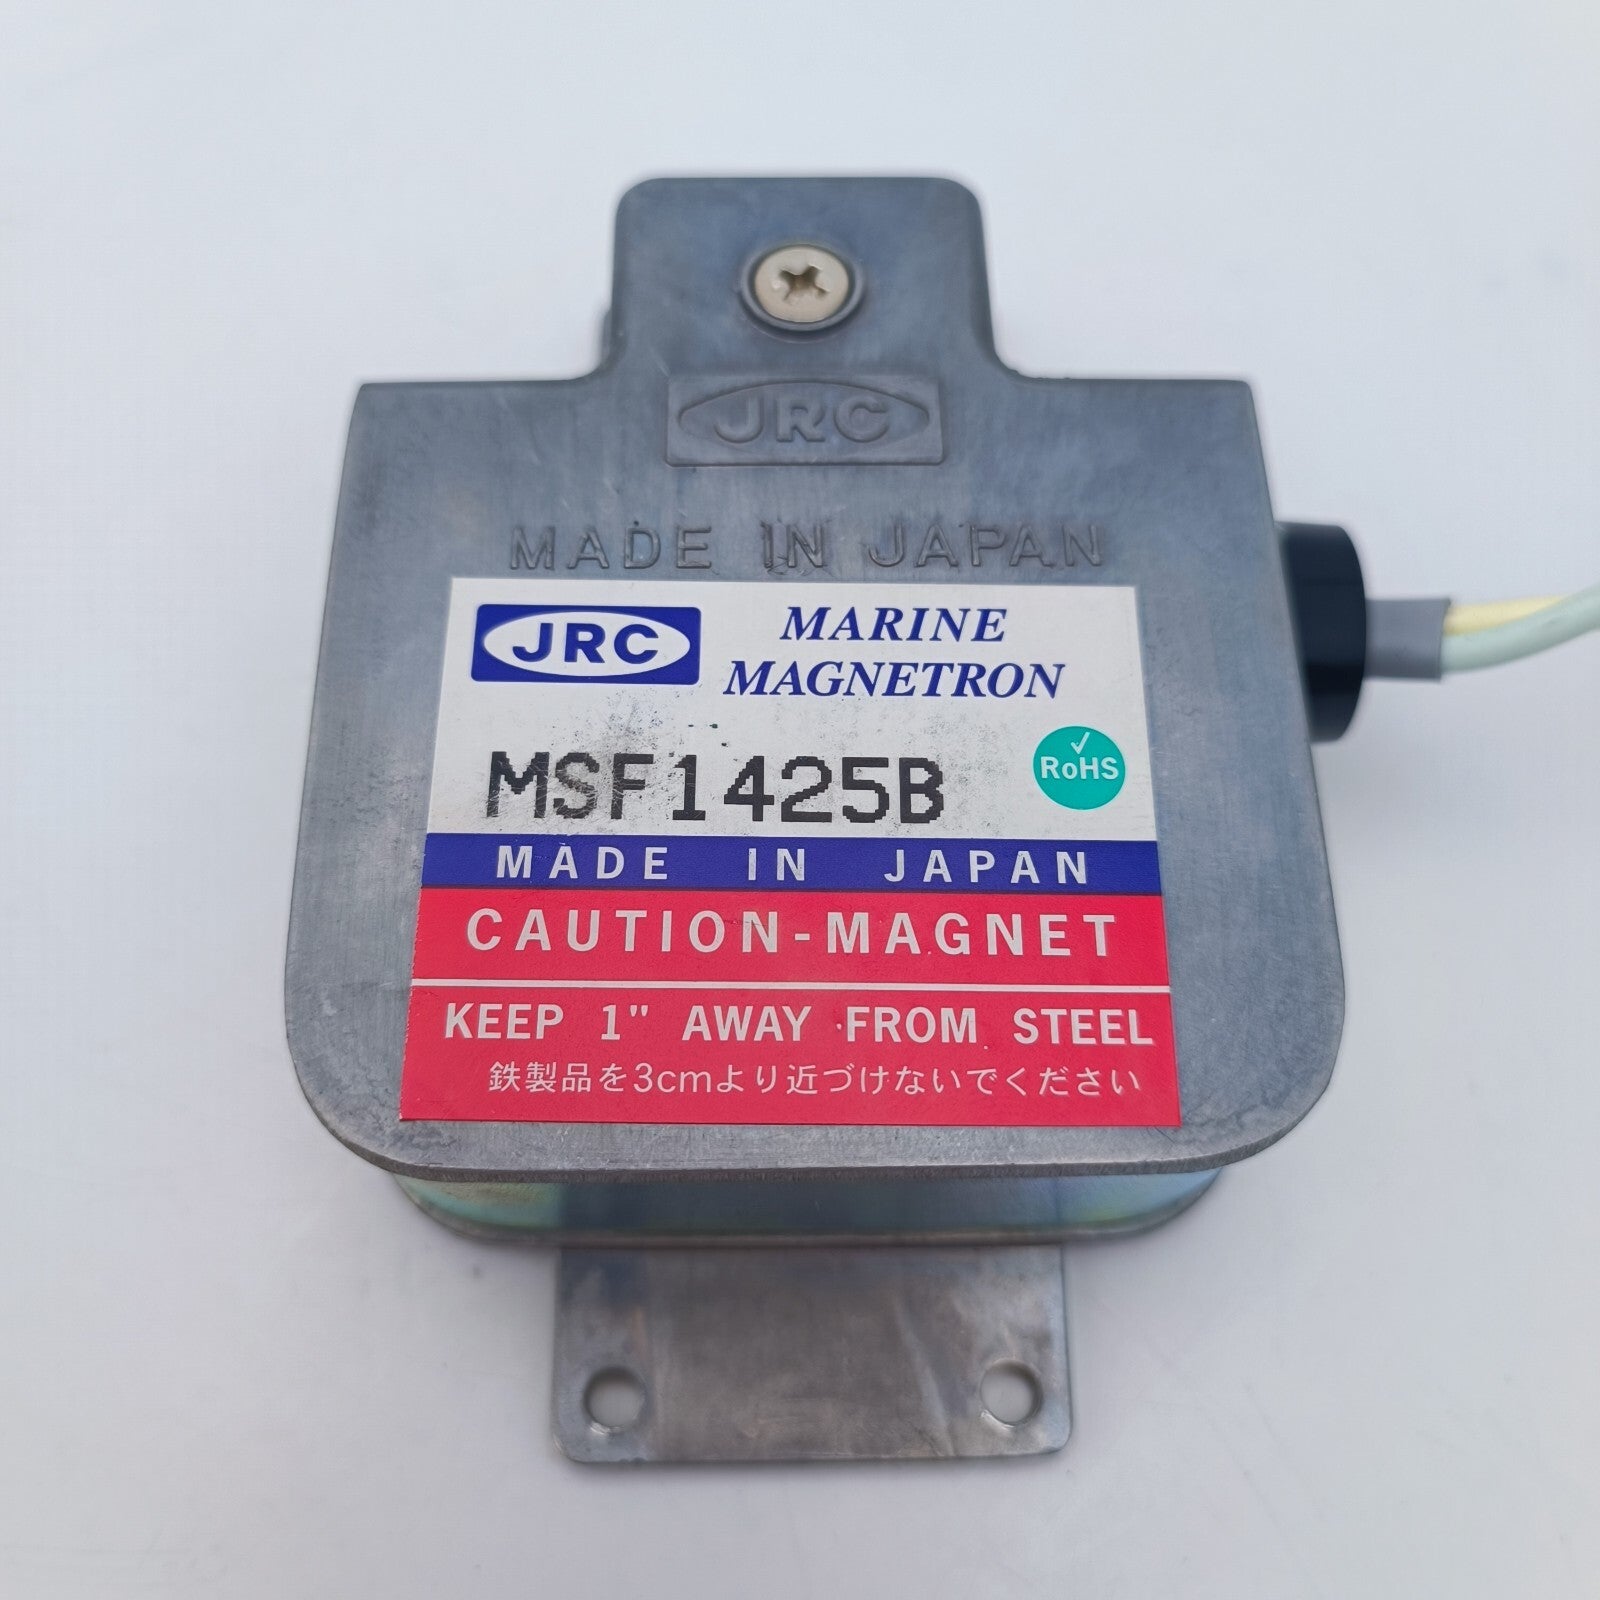 JRC
MADE IN JAPAN
JRC
MARINE
MAGNETRON
MSF1425B
✓
RoHS
MADE IN JAPAN
CAUTION-MAGNET
KEEP 1" AWAY FROM STEEL
鉄製品を3cmより近づけないでください